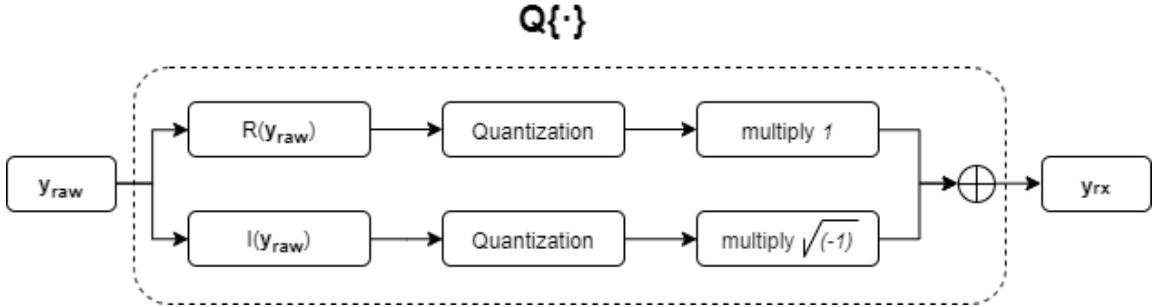 Q{·}
R(y_raw)
Quantization
multiply 1
y_raw
y_rx
I(y_raw)
Quantization
multiply √(-1)